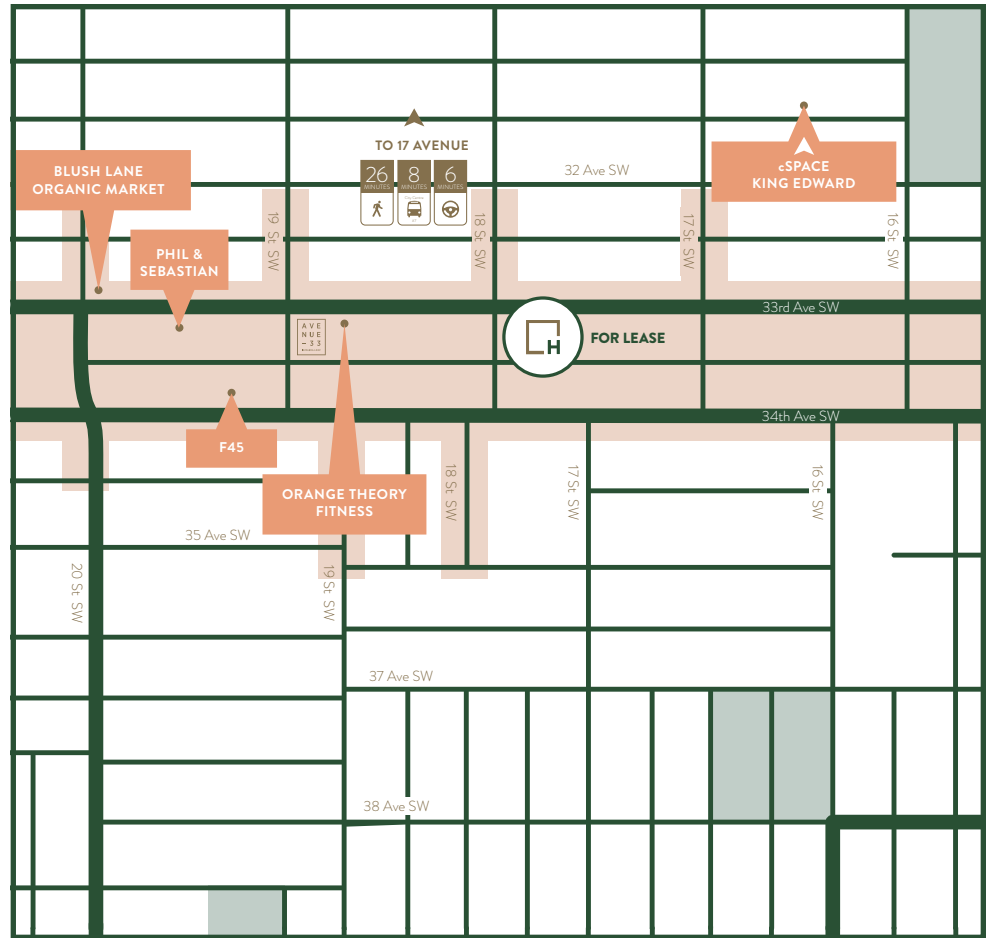 TO 17 AVENUE
26
MINUTES
8
MINUTES
6
MINUTES
32 Ave SW
cSPACE
KING EDWARD
BLUSH LANE
ORGANIC MARKET
PHIL &
SEBASTIAN
19 St SW
18 St SW
17 St SW
16 St SW
33rd Ave SW
AVE
NUE
–33
H
FOR LEASE
34th Ave SW
F45
ORANGE THEORY
FITNESS
18 St SW
17 St SW
16 St SW
35 Ave SW
20 St SW
19 St SW
37 Ave SW
38 Ave SW